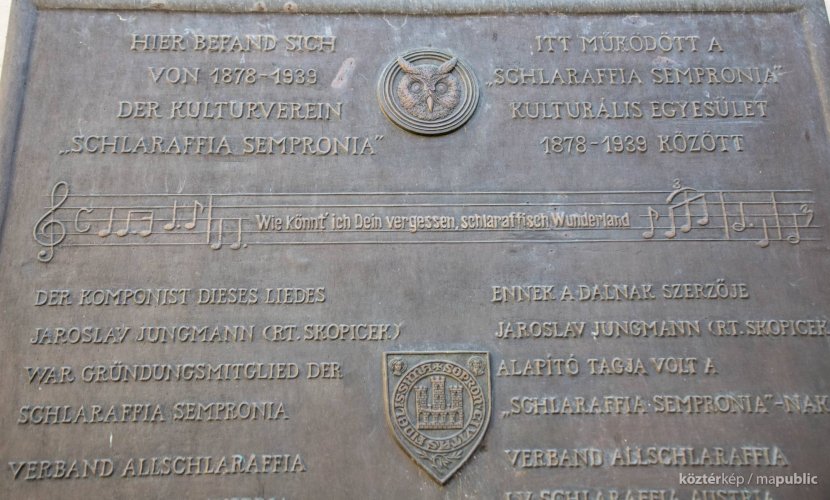 HIER BEFAND SICH
VON 1878-1939
DER KULTURVEREIN
„SCHLARAFFIA SEMPRONIA”
ITT MŰKÖDÖTT A
„SCHLARAFFIA SEMPRONIA”
KULTURÁLIS EGYESÜLET
1878-1939 KÖZÖTT
Wie könnt' ich Dein vergessen, schlaraffisch Wunderland
3
DER KOMPONIST DIESES LIEDES
JAROSLAV JUNGMANN (RT. SKOPICEK)
WAR GRÜNDUNGSMITGLIED DER
SCHLARAFFIA SEMPRONIA
VERBAND ALLSCHLARAFFIA
ENNEK A DALNAK SZERZŐJE
JAROSLAV JUNGMANN (RT. SKOPICEK
ALAPÍTÓ TAGJA VOLT A
„SCHLARAFFIA SEMPRONIA”-NAK
VERBAND ALLSCHLARAFFIA
SCHLARAFFIA
köztérkép / mapublic